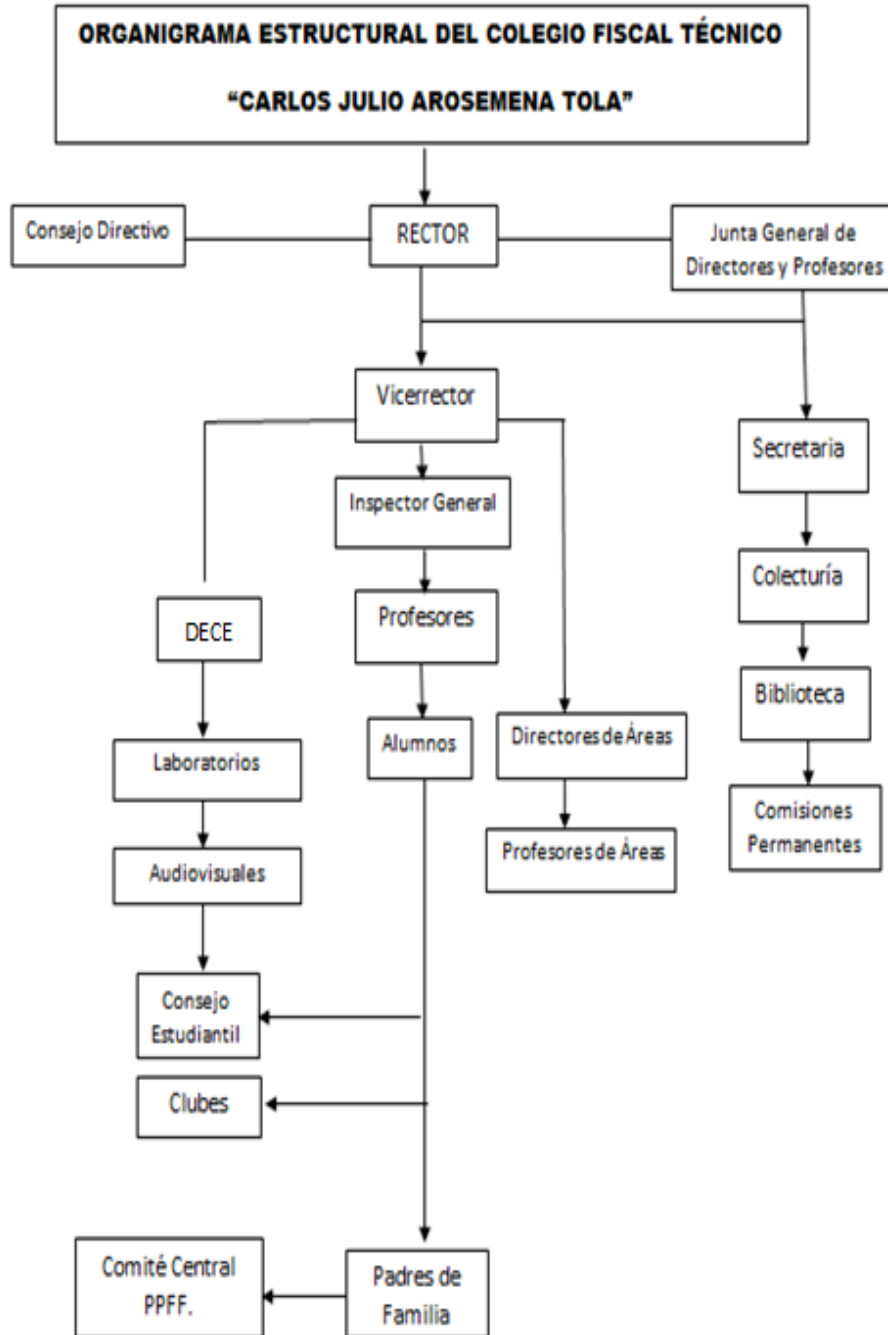 ORGANIGRAMA ESTRUCTURAL DEL COLEGIO FISCAL TÉCNICO
“CARLOS JULIO AROSEMENA TOLA”
Consejo Directivo
RECTOR
Junta General de
Directores y Profesores
Vicerrector
Secretaria
Inspector General
Colecturía
Profesores
DECE
Biblioteca
Alumnos
Directores de Áreas
Laboratorios
Comisiones
Permanentes
Profesores de Áreas
Audiovisuales
Consejo
Estudiantil
Clubes
Comité Central
PPFF.
Padres de
Familia